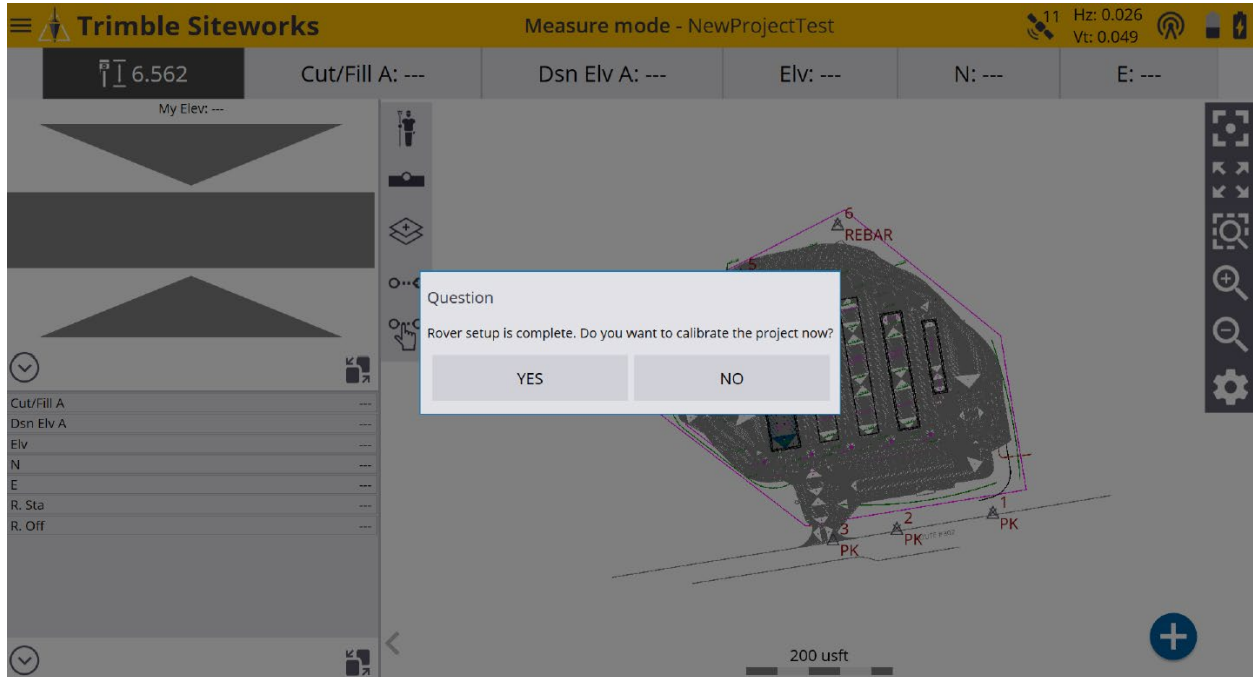 Trimble Siteworks
Measure mode - NewProjectTest
11
Hz: 0.026
Vt: 0.049
6.562
Cut/Fill A: ---
Dsn Elv A: ---
Elv: ---
N: ---
E: ---
My Elev: ---
6
REBAR
5
Question
Rover setup is complete. Do you want to calibrate the project now?
YES
NO
Cut/Fill A ---
Dsn Elv A ---
Elv ---
N ---
E ---
R. Sta ---
R. Off ---
1
PK
2
PK
3
PK
200 usft